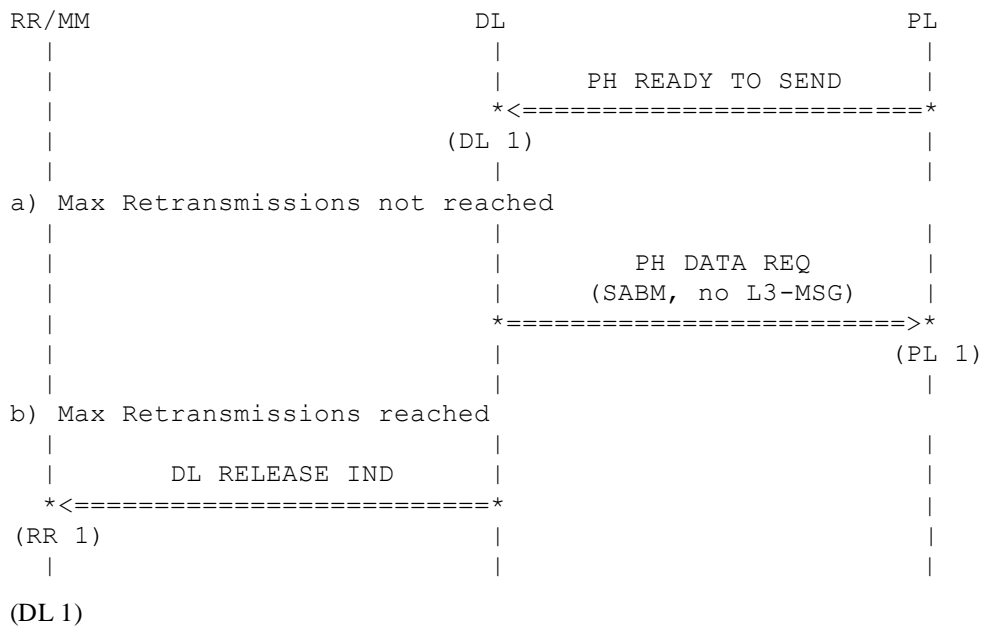 RR/MM                        DL                          PL
  |                           |                           |
  |                           |     PH READY TO SEND      |
  |                           *<=========================*
  |                        (DL 1)                         |
  |                           |                           |
a) Max Retransmissions not reached
  |                           |                           |
  |                           |        PH DATA REQ        |
  |                           |     (SABM, no L3-MSG)     |
  |                           *=========================>*
  |                           |                         (PL 1)
  |                           |                           |
b) Max Retransmissions reached
  |                           |                           |
  |       DL RELEASE IND      |                           |
  *<==========================*                           |
(RR 1)                        |                           |
  |                           |                           |
(DL 1)